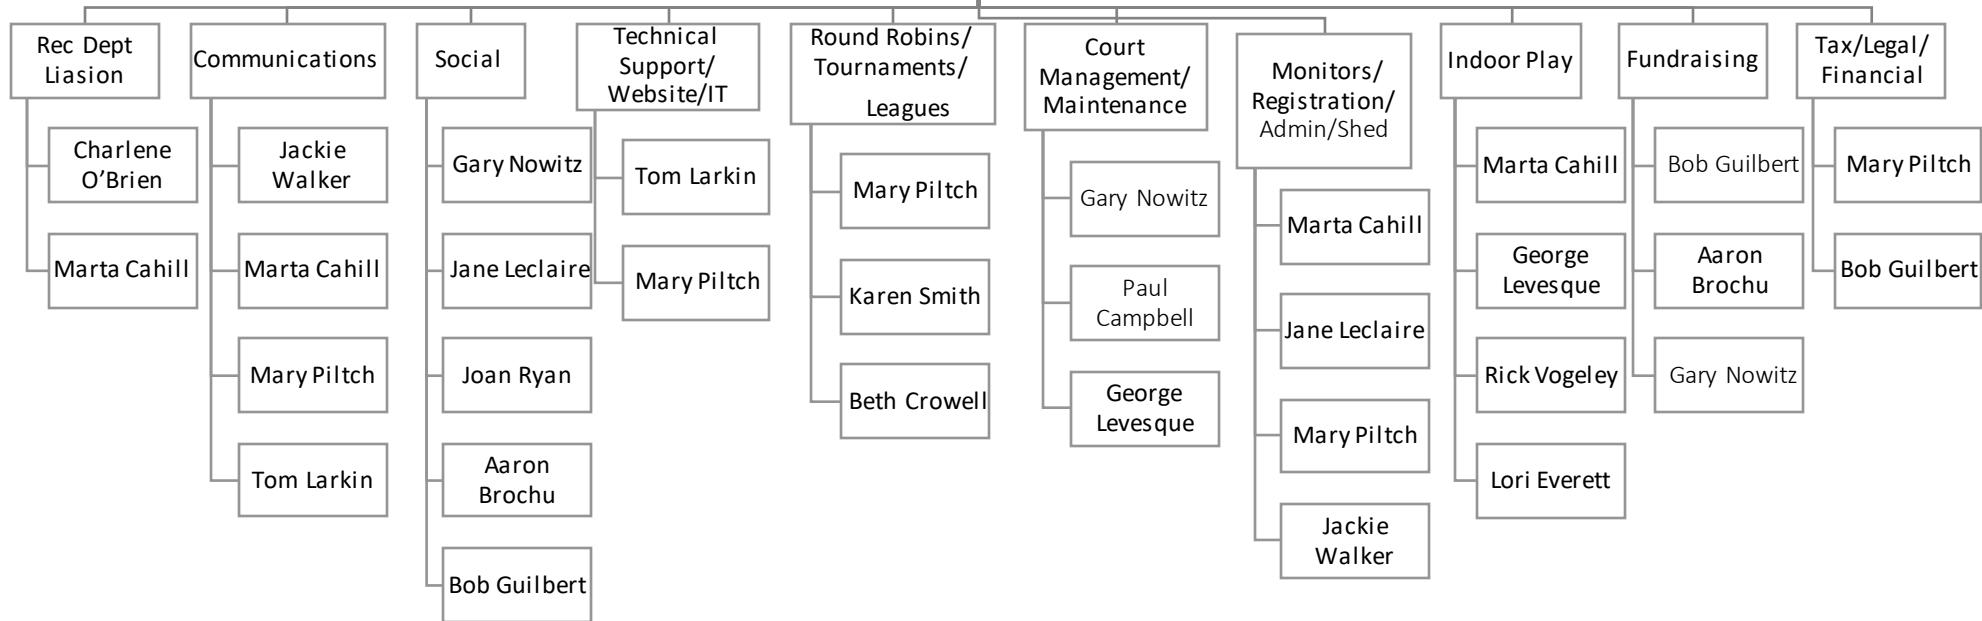 Rec Dept
Liasion
Charlene
O’Brien
Marta Cahill
Communications
Jackie
Walker
Marta Cahill
Mary Piltch
Tom Larkin
Social
Gary Nowitz
Jane Leclaire
Joan Ryan
Aaron
Brochu
Bob Guilbert
Technical
Support/
Website/IT
Tom Larkin
Mary Piltch
Round Robins/
Tournaments/
Leagues
Mary Piltch
Karen Smith
Beth Crowell
Court
Management/
Maintenance
Gary Nowitz
Paul
Campbell
George
Levesque
Monitors/
Registration/
Admin/Shed
Marta Cahill
Jane Leclaire
Mary Piltch
Jackie
Walker
Indoor Play
Marta Cahill
George
Levesque
Rick Vogeley
Lori Everett
Fundraising
Bob Guilbert
Aaron
Brochu
Gary Nowitz
Tax/Legal/
Financial
Mary Piltch
Bob Guilbert